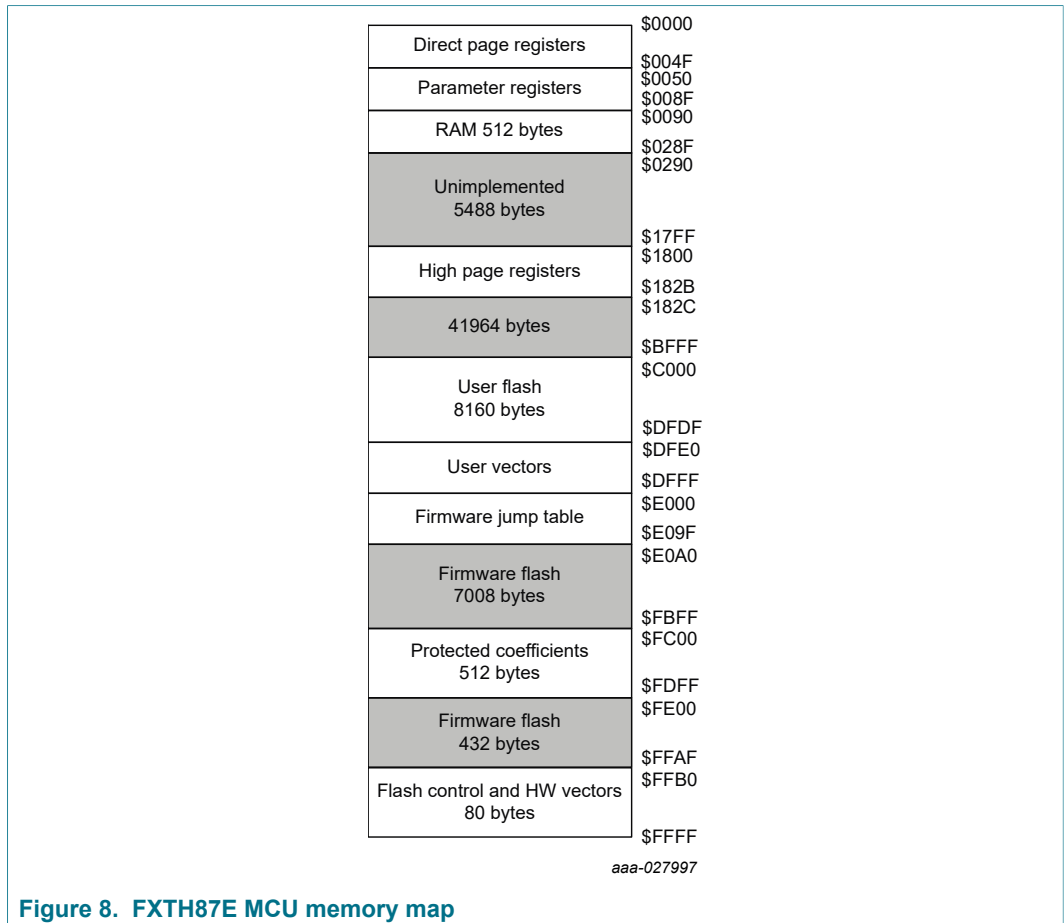 $0000
Direct page registers
$004F
$0050
Parameter registers
$008F
$0090
RAM 512 bytes
$028F
$0290
Unimplemented
5488 bytes
$17FF
$1800
High page registers
$182B
$182C
41964 bytes
$BFFF
$C000
User flash
8160 bytes
$DFDF
$DFE0
User vectors
$DFFF
$E000
Firmware jump table
$E09F
$E0A0
Firmware flash
7008 bytes
$FBFF
$FC00
Protected coefficients
512 bytes
$FDFF
$FE00
Firmware flash
432 bytes
$FFAF
$FFB0
Flash control and HW vectors
80 bytes
$FFFF
aaa-027997
Figure 8. FXTH87E MCU memory map